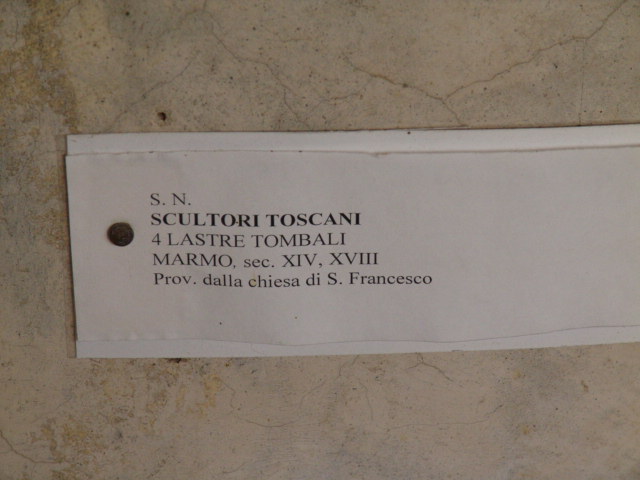 S. N.
SCULTORI TOSCANI
4 LASTRE TOMBALI
MARMO, sec. XIV, XVIII
Prov. dalla chiesa di S. Francesco